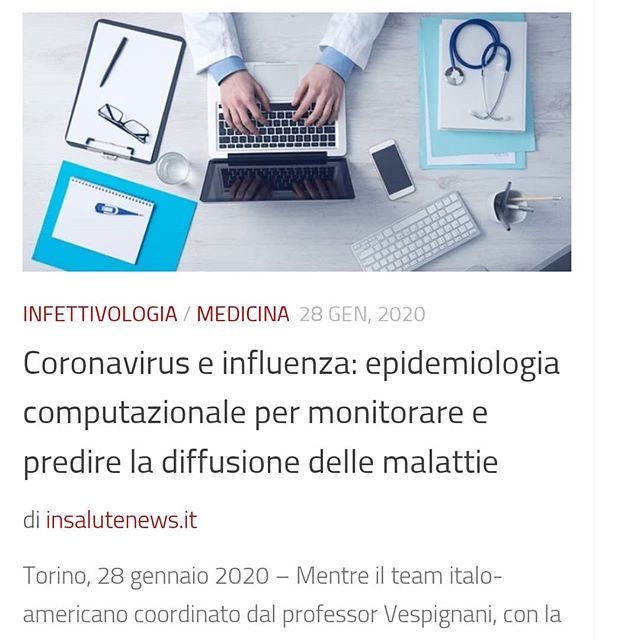 INFETTIVOLOGIA / MEDICINA 28 GEN, 2020
Coronavirus e influenza: epidemiologia
computazionale per monitorare e
predire la diffusione delle malattie
di insalutenews.it
Torino, 28 gennaio 2020 – Mentre il team italo-
americano coordinato dal professor Vespignani, con la